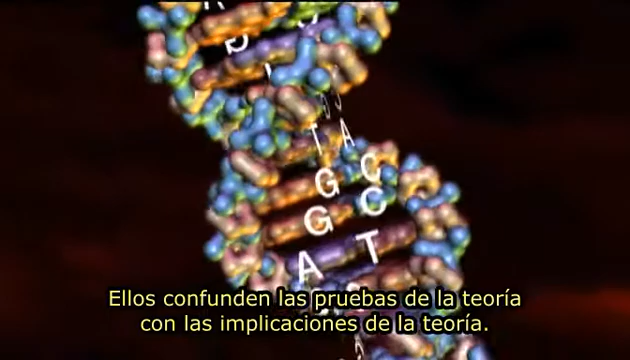 T A
G C
G C
A T
Ellos confunden las pruebas de la teoría
con las implicaciones de la teoría.